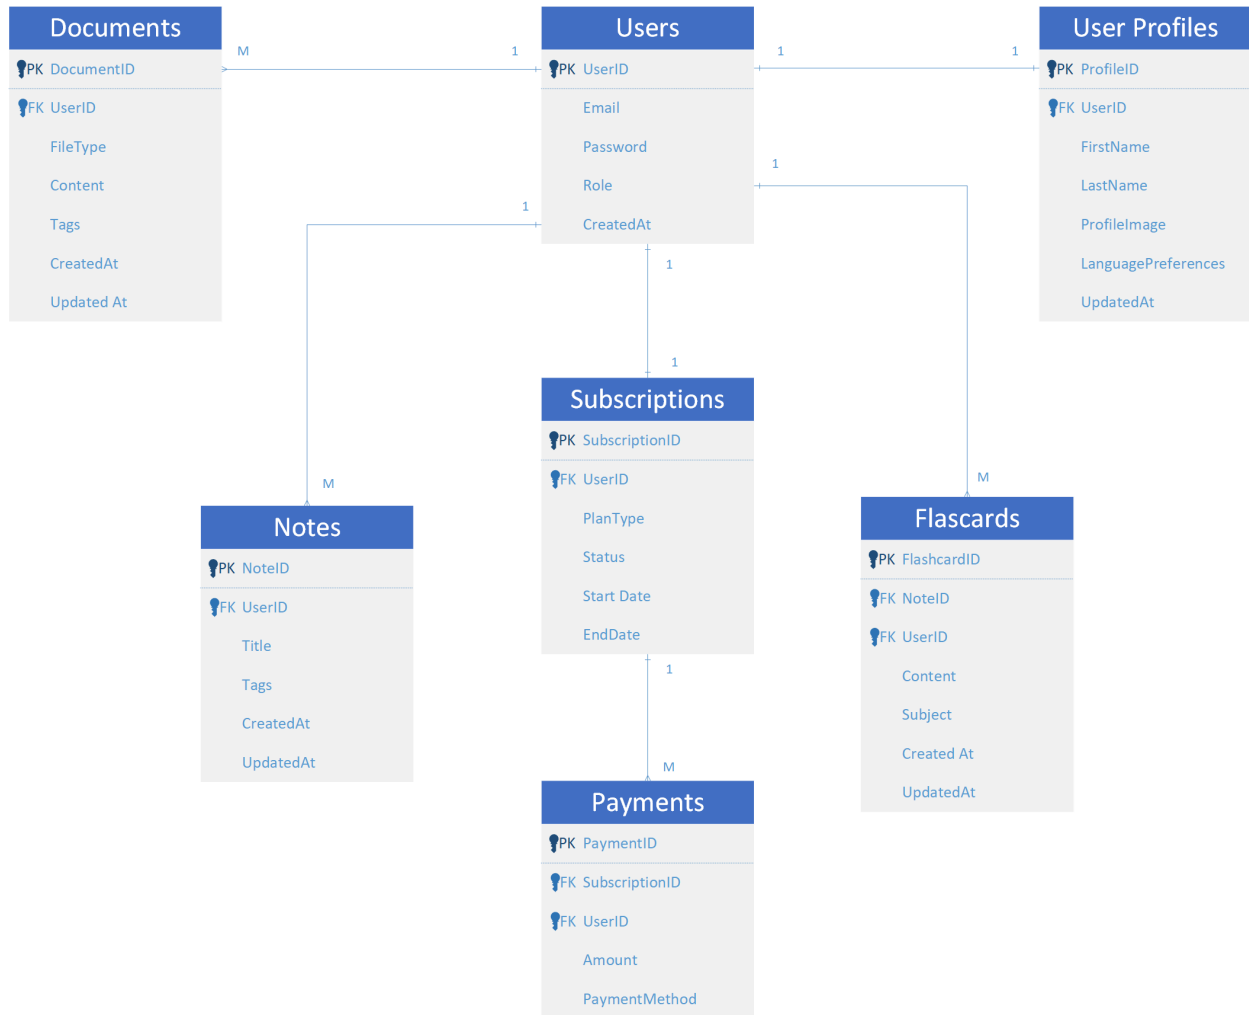 Documents
PK DocumentID
FK UserID
FileType
Content
Tags
CreatedAt
Updated At
M
1
Users
PK UserID
Email
Password
Role
CreatedAt
1
1
User Profiles
PK ProfileID
FK UserID
FirstName
LastName
ProfileImage
LanguagePreferences
UpdatedAt
1
1
1
1
M
M
Notes
PK NoteID
FK UserID
Title
Tags
CreatedAt
UpdatedAt
Subscriptions
PK SubscriptionID
FK UserID
PlanType
Status
Start Date
EndDate
1
M
Flascards
PK FlashcardID
FK NoteID
FK UserID
Content
Subject
Created At
UpdatedAt
Payments
PK PaymentID
FK SubscriptionID
FK UserID
Amount
PaymentMethod